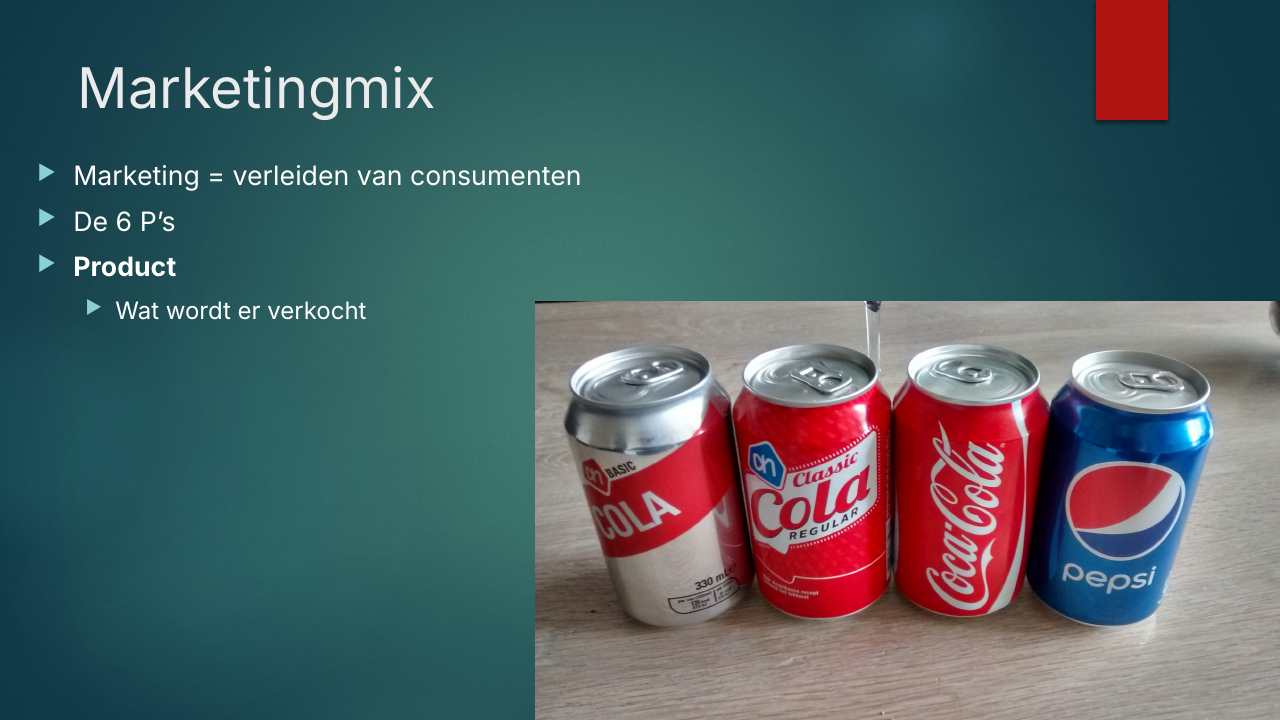 Marketingmix
Marketing = verleiden van consumenten
De 6 P’s
Product
Wat wordt er verkocht
ah BASIC
COLA
330 ml
ah
Classic
Cola
REGULAR
Coca-Cola
pepsi